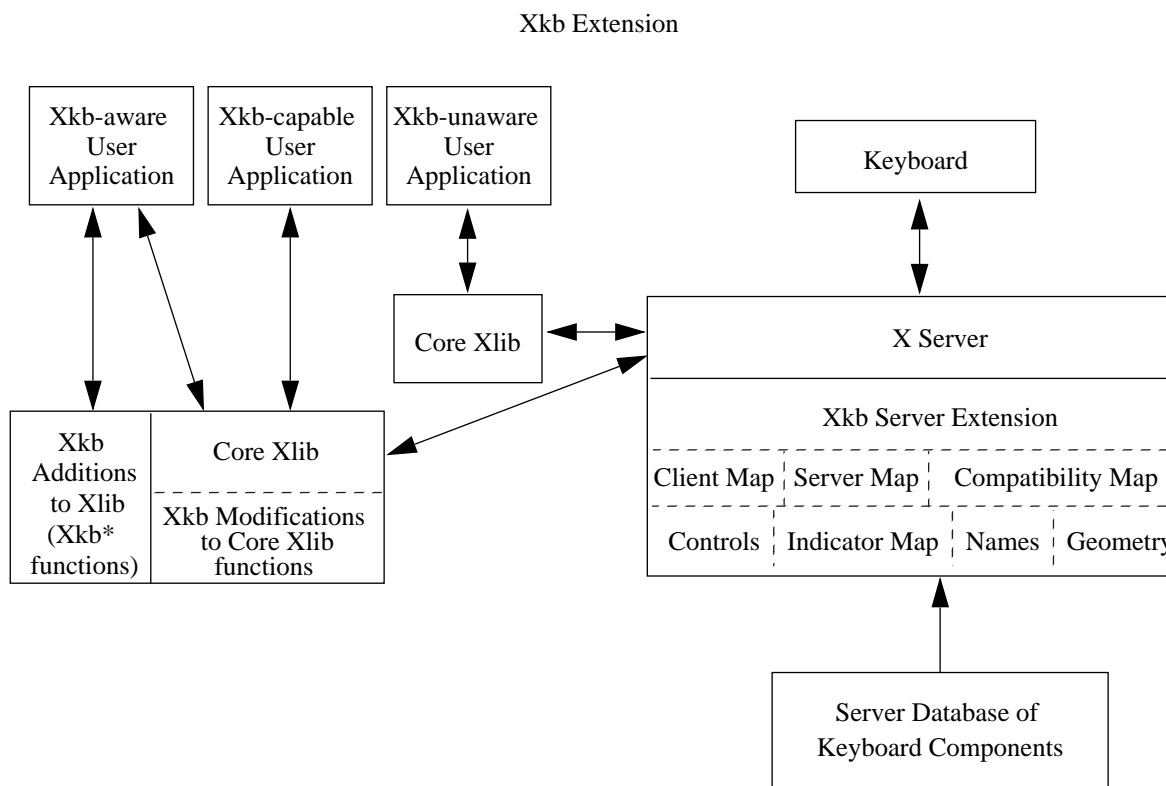 Xkb Extension
Xkb-aware
User
Application
Xkb-capable
User
Application
Xkb-unaware
User
Application
Keyboard
Core Xlib
X Server
Xkb Server Extension
Client Map
Server Map
Compatibility Map
Controls
Indicator Map
Names
Geometry
Xkb
Additions
to Xlib
(Xkb*
functions)
Core Xlib
Xkb Modifications
to Core Xlib
functions
Server Database of
Keyboard Components